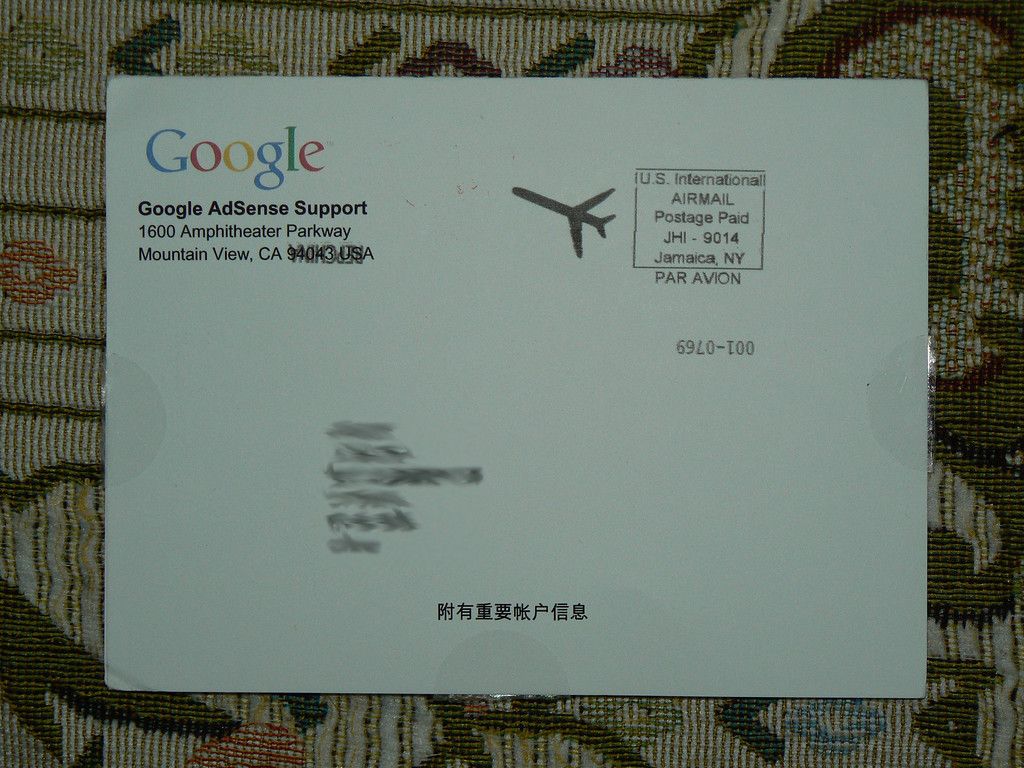 Google™
Google AdSense Support
1600 Amphitheater Parkway
Mountain View, CA 94043 USA
U.S. International
AIRMAIL
Postage Paid
JHI - 9014
Jamaica, NY
PAR AVION
001-0769
附有重要帐户信息